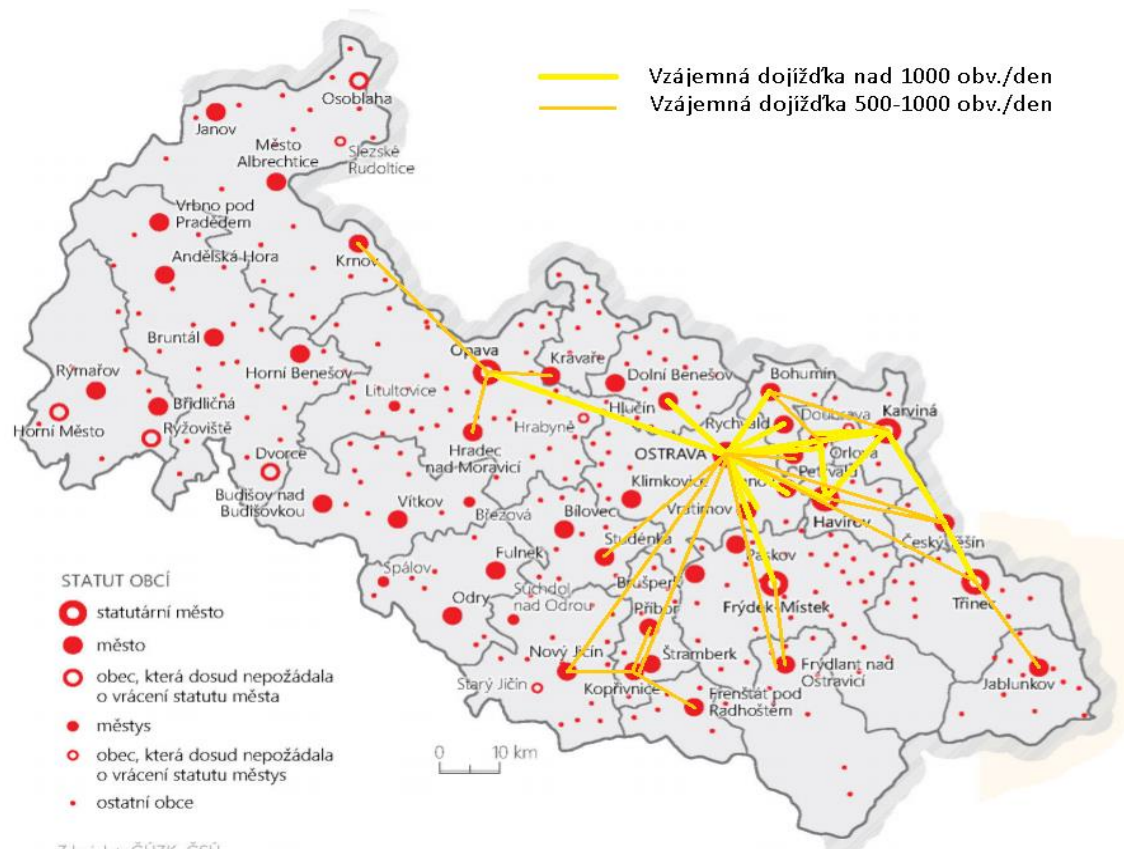 Vzájemná dojížďka nad 1000 obv./den
Vzájemná dojížďka 500-1000 obv./den
Osoblaha
Janov
Slezské
Rudoltice
Město
Albrechtice
Vrbno pod
Pradědem
Andělská Hora
Krnov
Bruntál
Horní Benešov
Rýmařov
Břidličná
Horní Město
Ryžoviště
Opava
Kravaře
Dolní Benešov
Bohumín
Litultovice
Hlučín
Hrabyně
Rychvald
Doubrava
Karviná
Dvorce
Hradec
nad Moravicí
OSTRAVA
Orlová
Petřvald
Budišov nad
Budišovkou
Vítkov
Březová
Bílovec
Klimkovice
Vratimov
Havířov
Český Těšín
Studénka
Fulnek
Spálov
Suchdol
nad Odrou
Odry
Brušperk
Paskov
Příbor
Frýdek-Místek
Třinec
Nový Jičín
Štramberk
Starý Jičín
Kopřivnice
Frýdlant nad
Ostravicí
Frenštát pod
Radhoštěm
Jablunkov
STATUT OBCÍ
statutární město
město
obec, která dosud nepožádala
o vrácení statutu města
městys
obec, která dosud nepožádala
o vrácení statutu městys
ostatní obce
0 10 km